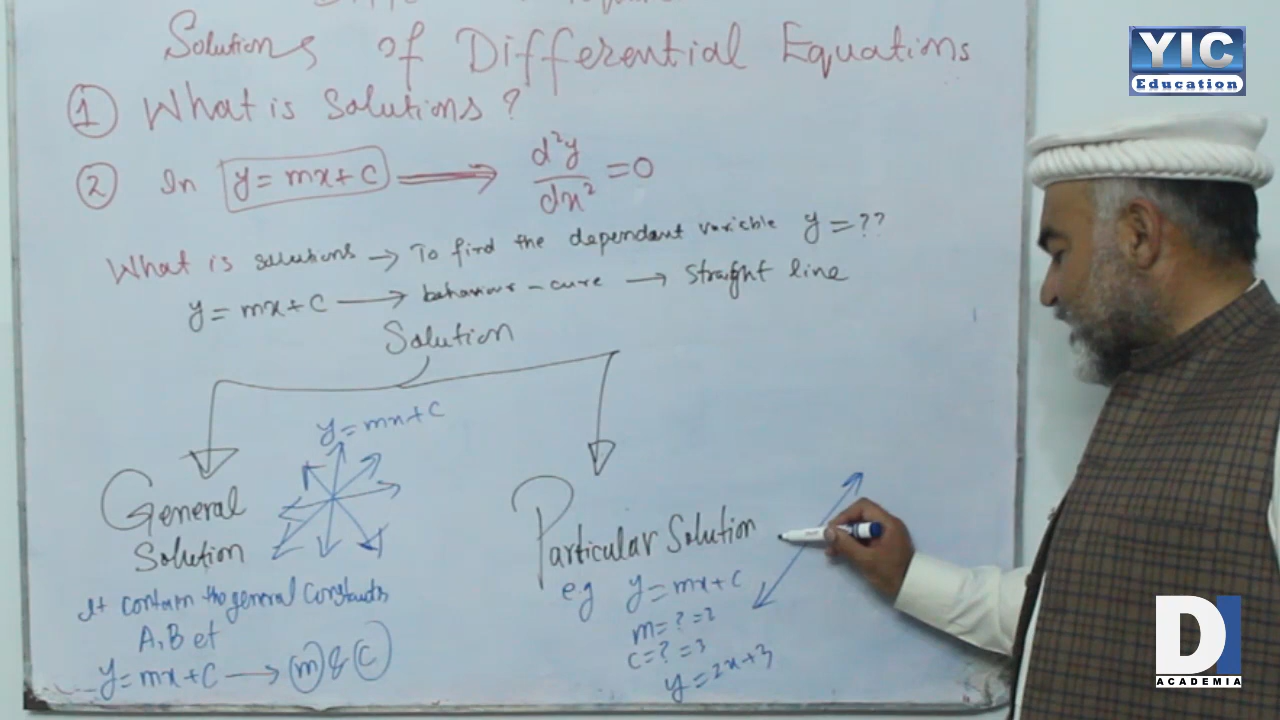 Solutions of Differential Equations
① What is Solutions ?
② In y = mx + C ⟶ d²y/dx² = 0
What is solutions → To find the dependant variable y = ??
y = mx + C → behaviour - cure → straight line
Solution
y = mx + C
General
Solution
It contain the general Constants
A, B et
y = mx + C → m & C
Particular Solution
e.g y = mx + C
m = ? = 2
C = ? = 3
y = 2x + 3
YIC
Education
DI
ACADEMIA